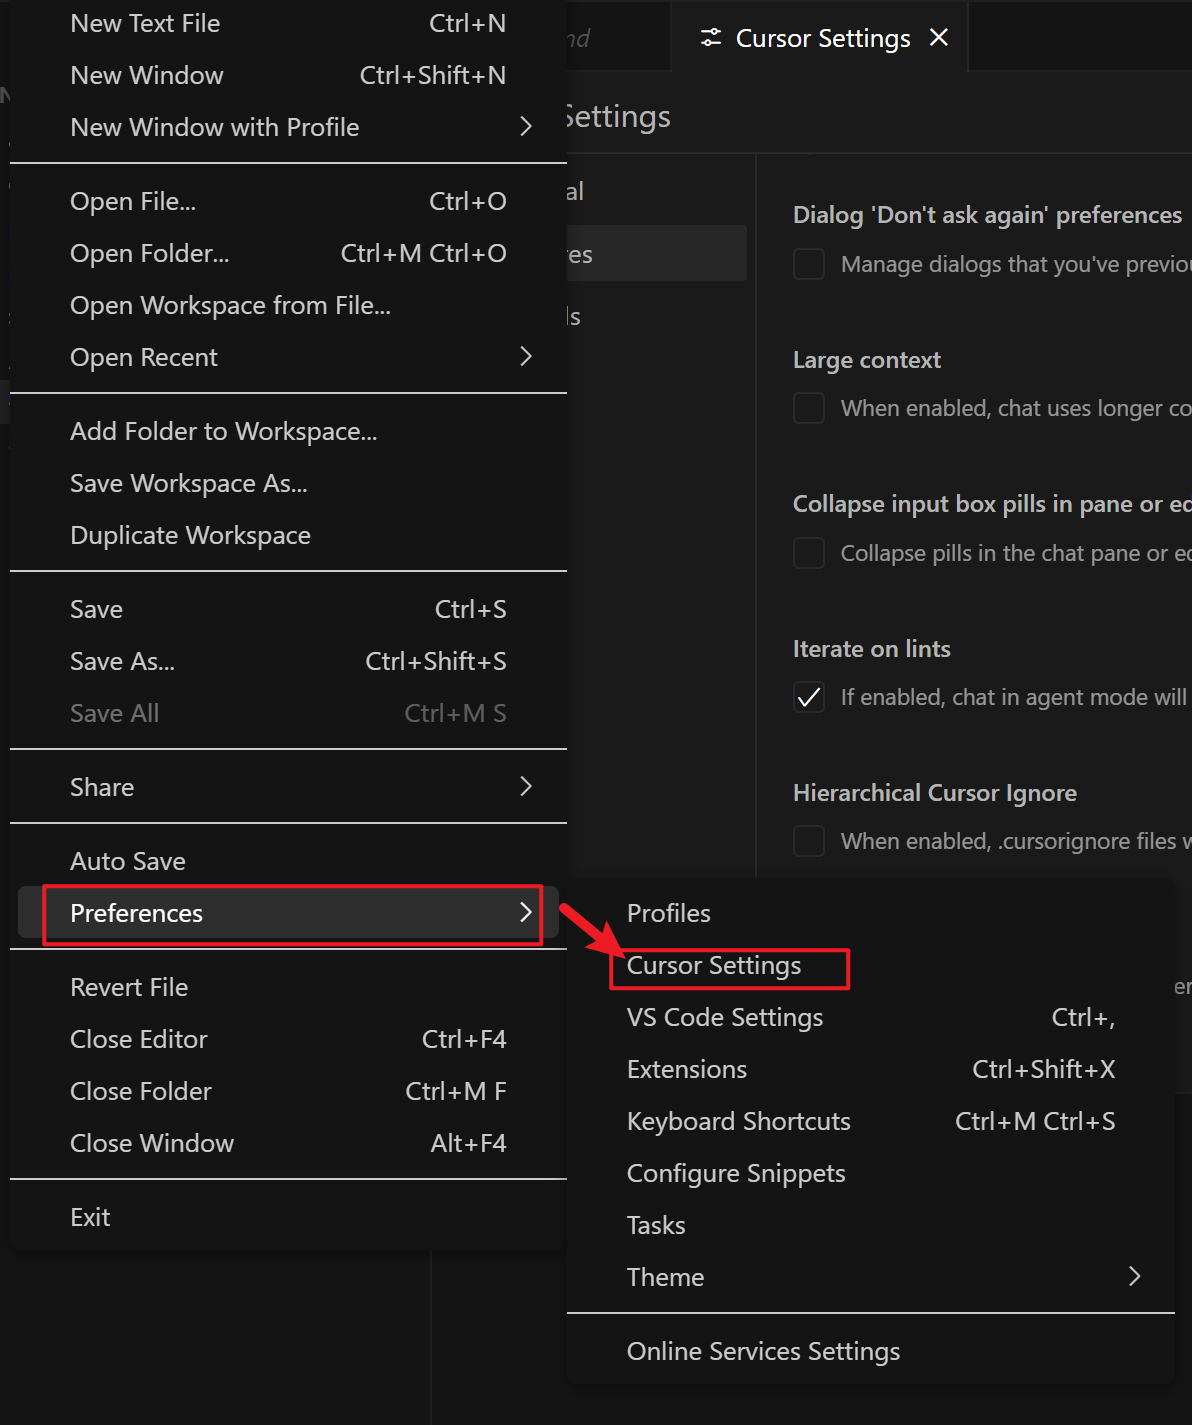 New Text File Ctrl+N
New Window Ctrl+Shift+N
New Window with Profile
Open File... Ctrl+O
Open Folder... Ctrl+M Ctrl+O
Open Workspace from File...
Open Recent
Add Folder to Workspace...
Save Workspace As...
Duplicate Workspace
Save Ctrl+S
Save As... Ctrl+Shift+S
Save All Ctrl+M S
Share
Auto Save
Preferences
Revert File
Close Editor Ctrl+F4
Close Folder Ctrl+M F
Close Window Alt+F4
Exit
Cursor Settings
Settings
al
es
ls
Dialog 'Don't ask again' preferences
Manage dialogs that you've previou
Large context
When enabled, chat uses longer co
Collapse input box pills in pane or ed
Collapse pills in the chat pane or ed
Iterate on lints
If enabled, chat in agent mode will
Hierarchical Cursor Ignore
When enabled, .cursorignore files w
Profiles
Cursor Settings
VS Code Settings Ctrl+,
Extensions Ctrl+Shift+X
Keyboard Shortcuts Ctrl+M Ctrl+S
Configure Snippets
Tasks
Theme
Online Services Settings